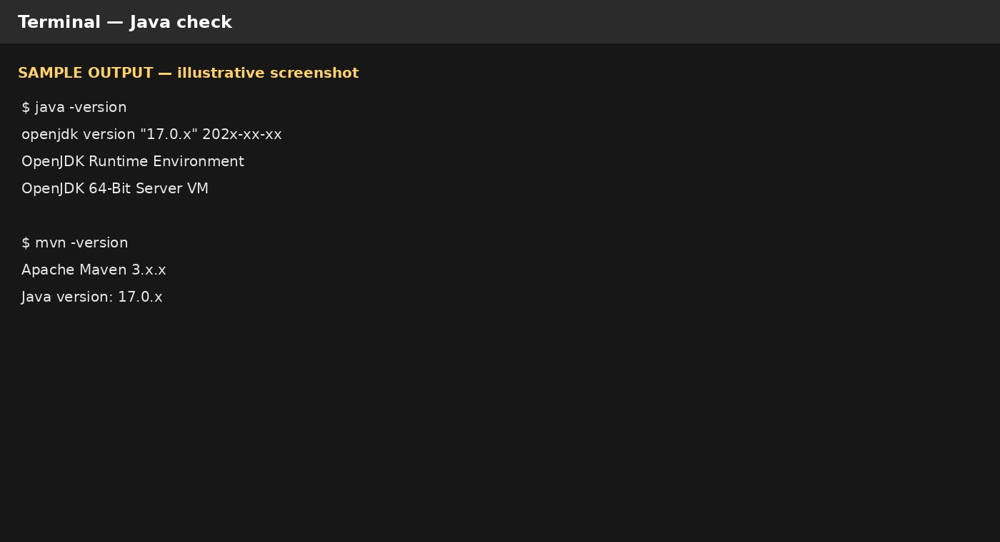 Terminal — Java check
SAMPLE OUTPUT — illustrative screenshot
$ java -version
openjdk version "17.0.x" 202x-xx-xx
OpenJDK Runtime Environment
OpenJDK 64-Bit Server VM
$ mvn -version
Apache Maven 3.x.x
Java version: 17.0.x